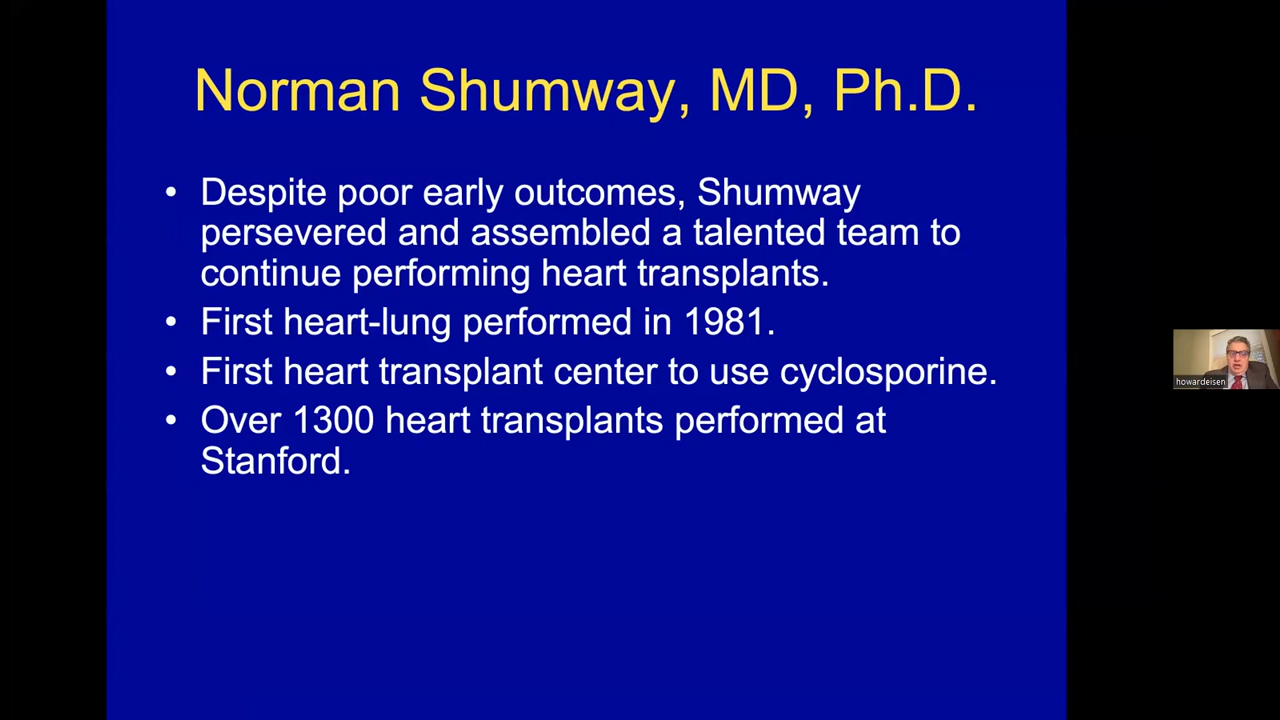 Norman Shumway, MD, Ph.D.
• Despite poor early outcomes, Shumway
persevered and assembled a talented team to
continue performing heart transplants.
• First heart-lung performed in 1981.
• First heart transplant center to use cyclosporine.
• Over 1300 heart transplants performed at
Stanford.
howardeisen